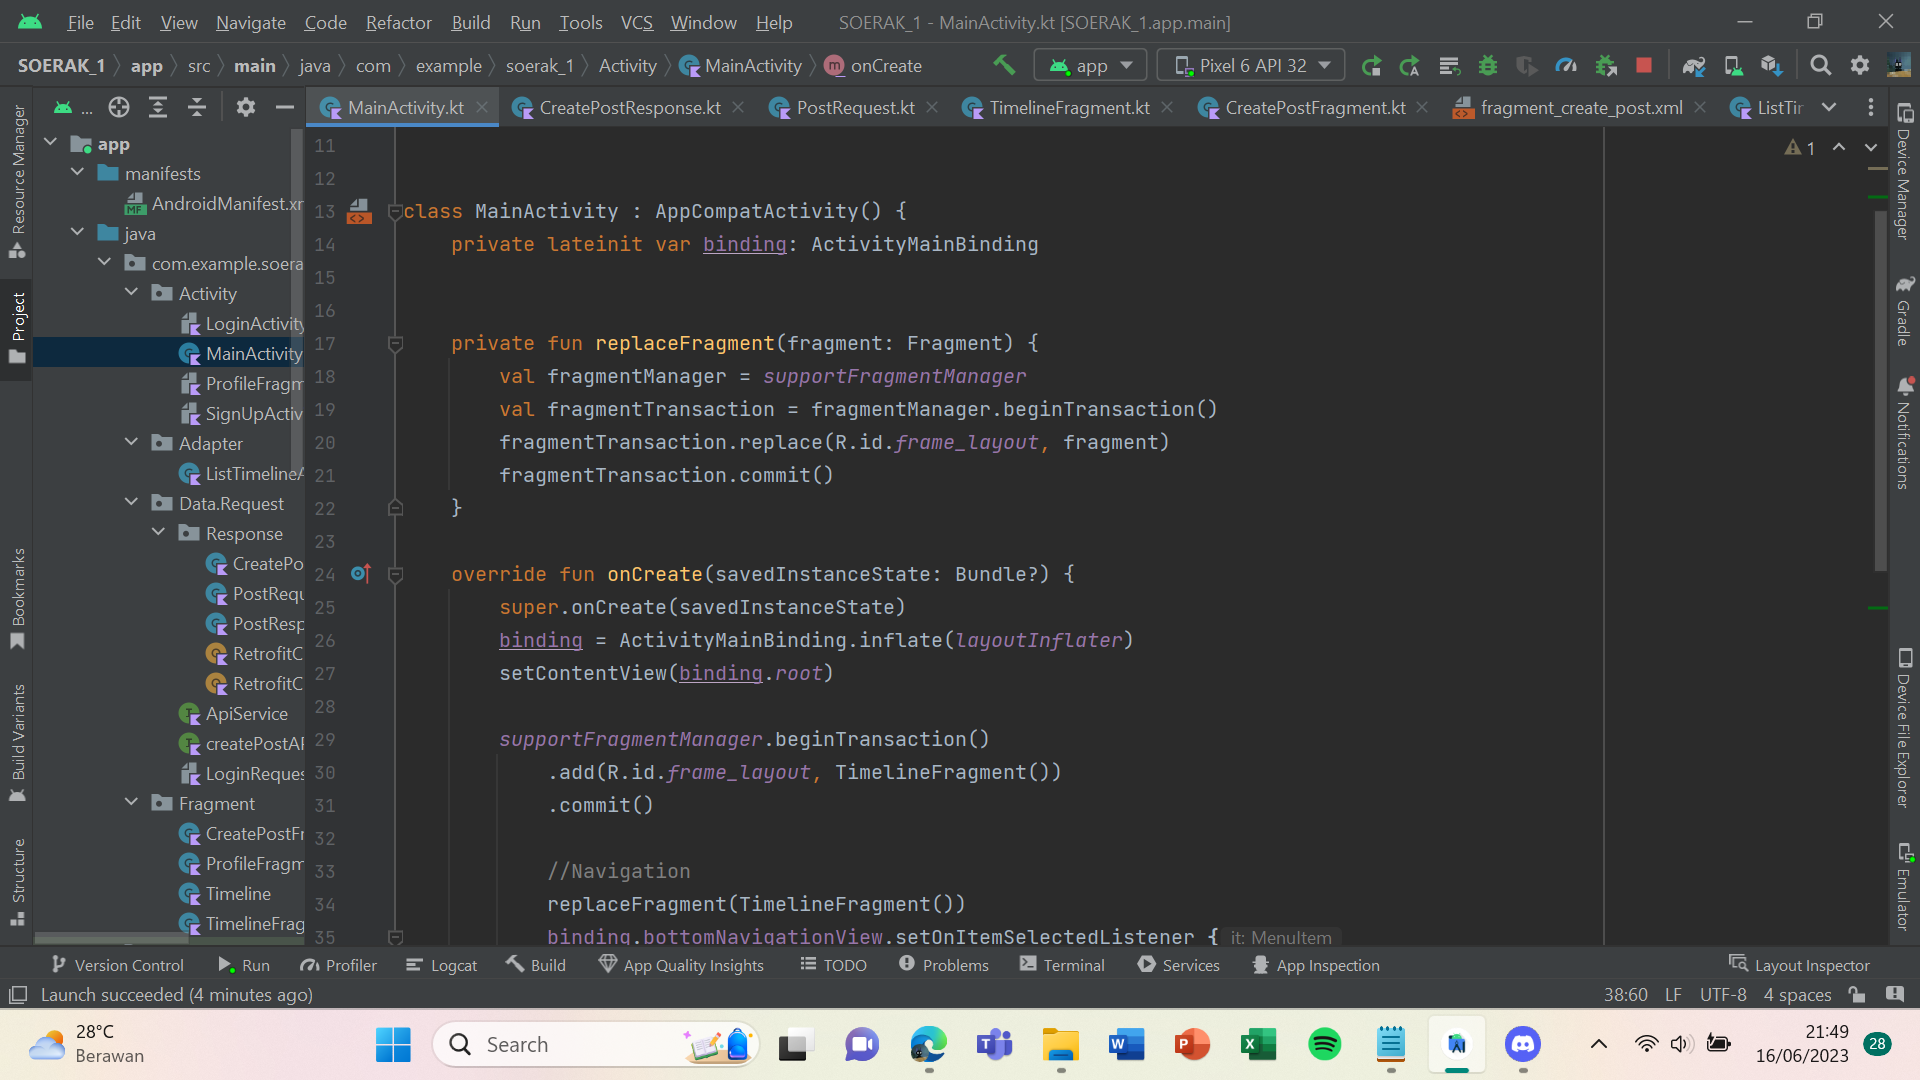 File Edit View Navigate Code Refactor Build Run Tools VCS Window Help SOERAK_1 - MainActivity.kt [SOERAK_1.app.main]
SOERAK_1 app src main java com example soerak_1 Activity MainActivity onCreate app Pixel 6 API 32
... MainActivity.kt CreatePostResponse.kt PostRequest.kt TimelineFragment.kt CreatePostFragment.kt fragment_create_post.xml ListTir
Resource Manager
Project
Bookmarks
Build Variants
Structure
app
manifests
AndroidManifest.xr
java
com.example.soera
Activity
LoginActivity
MainActivity
ProfileFragm
SignUpActiv
Adapter
ListTimelineA
Data.Request
Response
CreatePo
PostRequ
PostResp
RetrofitC
RetrofitC
ApiService
createPostAP
LoginReques
Fragment
CreatePostFr
ProfileFragm
Timeline
TimelineFrag
1
11
12
13 class MainActivity : AppCompatActivity() {
14 private lateinit var binding: ActivityMainBinding
15
16
17 private fun replaceFragment(fragment: Fragment) {
18 val fragmentManager = supportFragmentManager
19 val fragmentTransaction = fragmentManager.beginTransaction()
20 fragmentTransaction.replace(R.id.frame_layout, fragment)
21 fragmentTransaction.commit()
22 }
23
24 override fun onCreate(savedInstanceState: Bundle?) {
25 super.onCreate(savedInstanceState)
26 binding = ActivityMainBinding.inflate(layoutInflater)
27 setContentView(binding.root)
28
29 supportFragmentManager.beginTransaction()
30 .add(R.id.frame_layout, TimelineFragment())
31 .commit()
32
33 //Navigation
34 replaceFragment(TimelineFragment())
35 binding.bottomNavigationView.setOnItemSelectedListener { it: MenuItem
Device Manager
Gradle
Notifications
Device File Explorer
Emulator
Version Control Run Profiler Logcat Build App Quality Insights TODO Problems Terminal Services App Inspection Layout Inspector
Launch succeeded (4 minutes ago) 38:60 LF UTF-8 4 spaces
28°C
Berawan
Search
21:49
16/06/2023
28